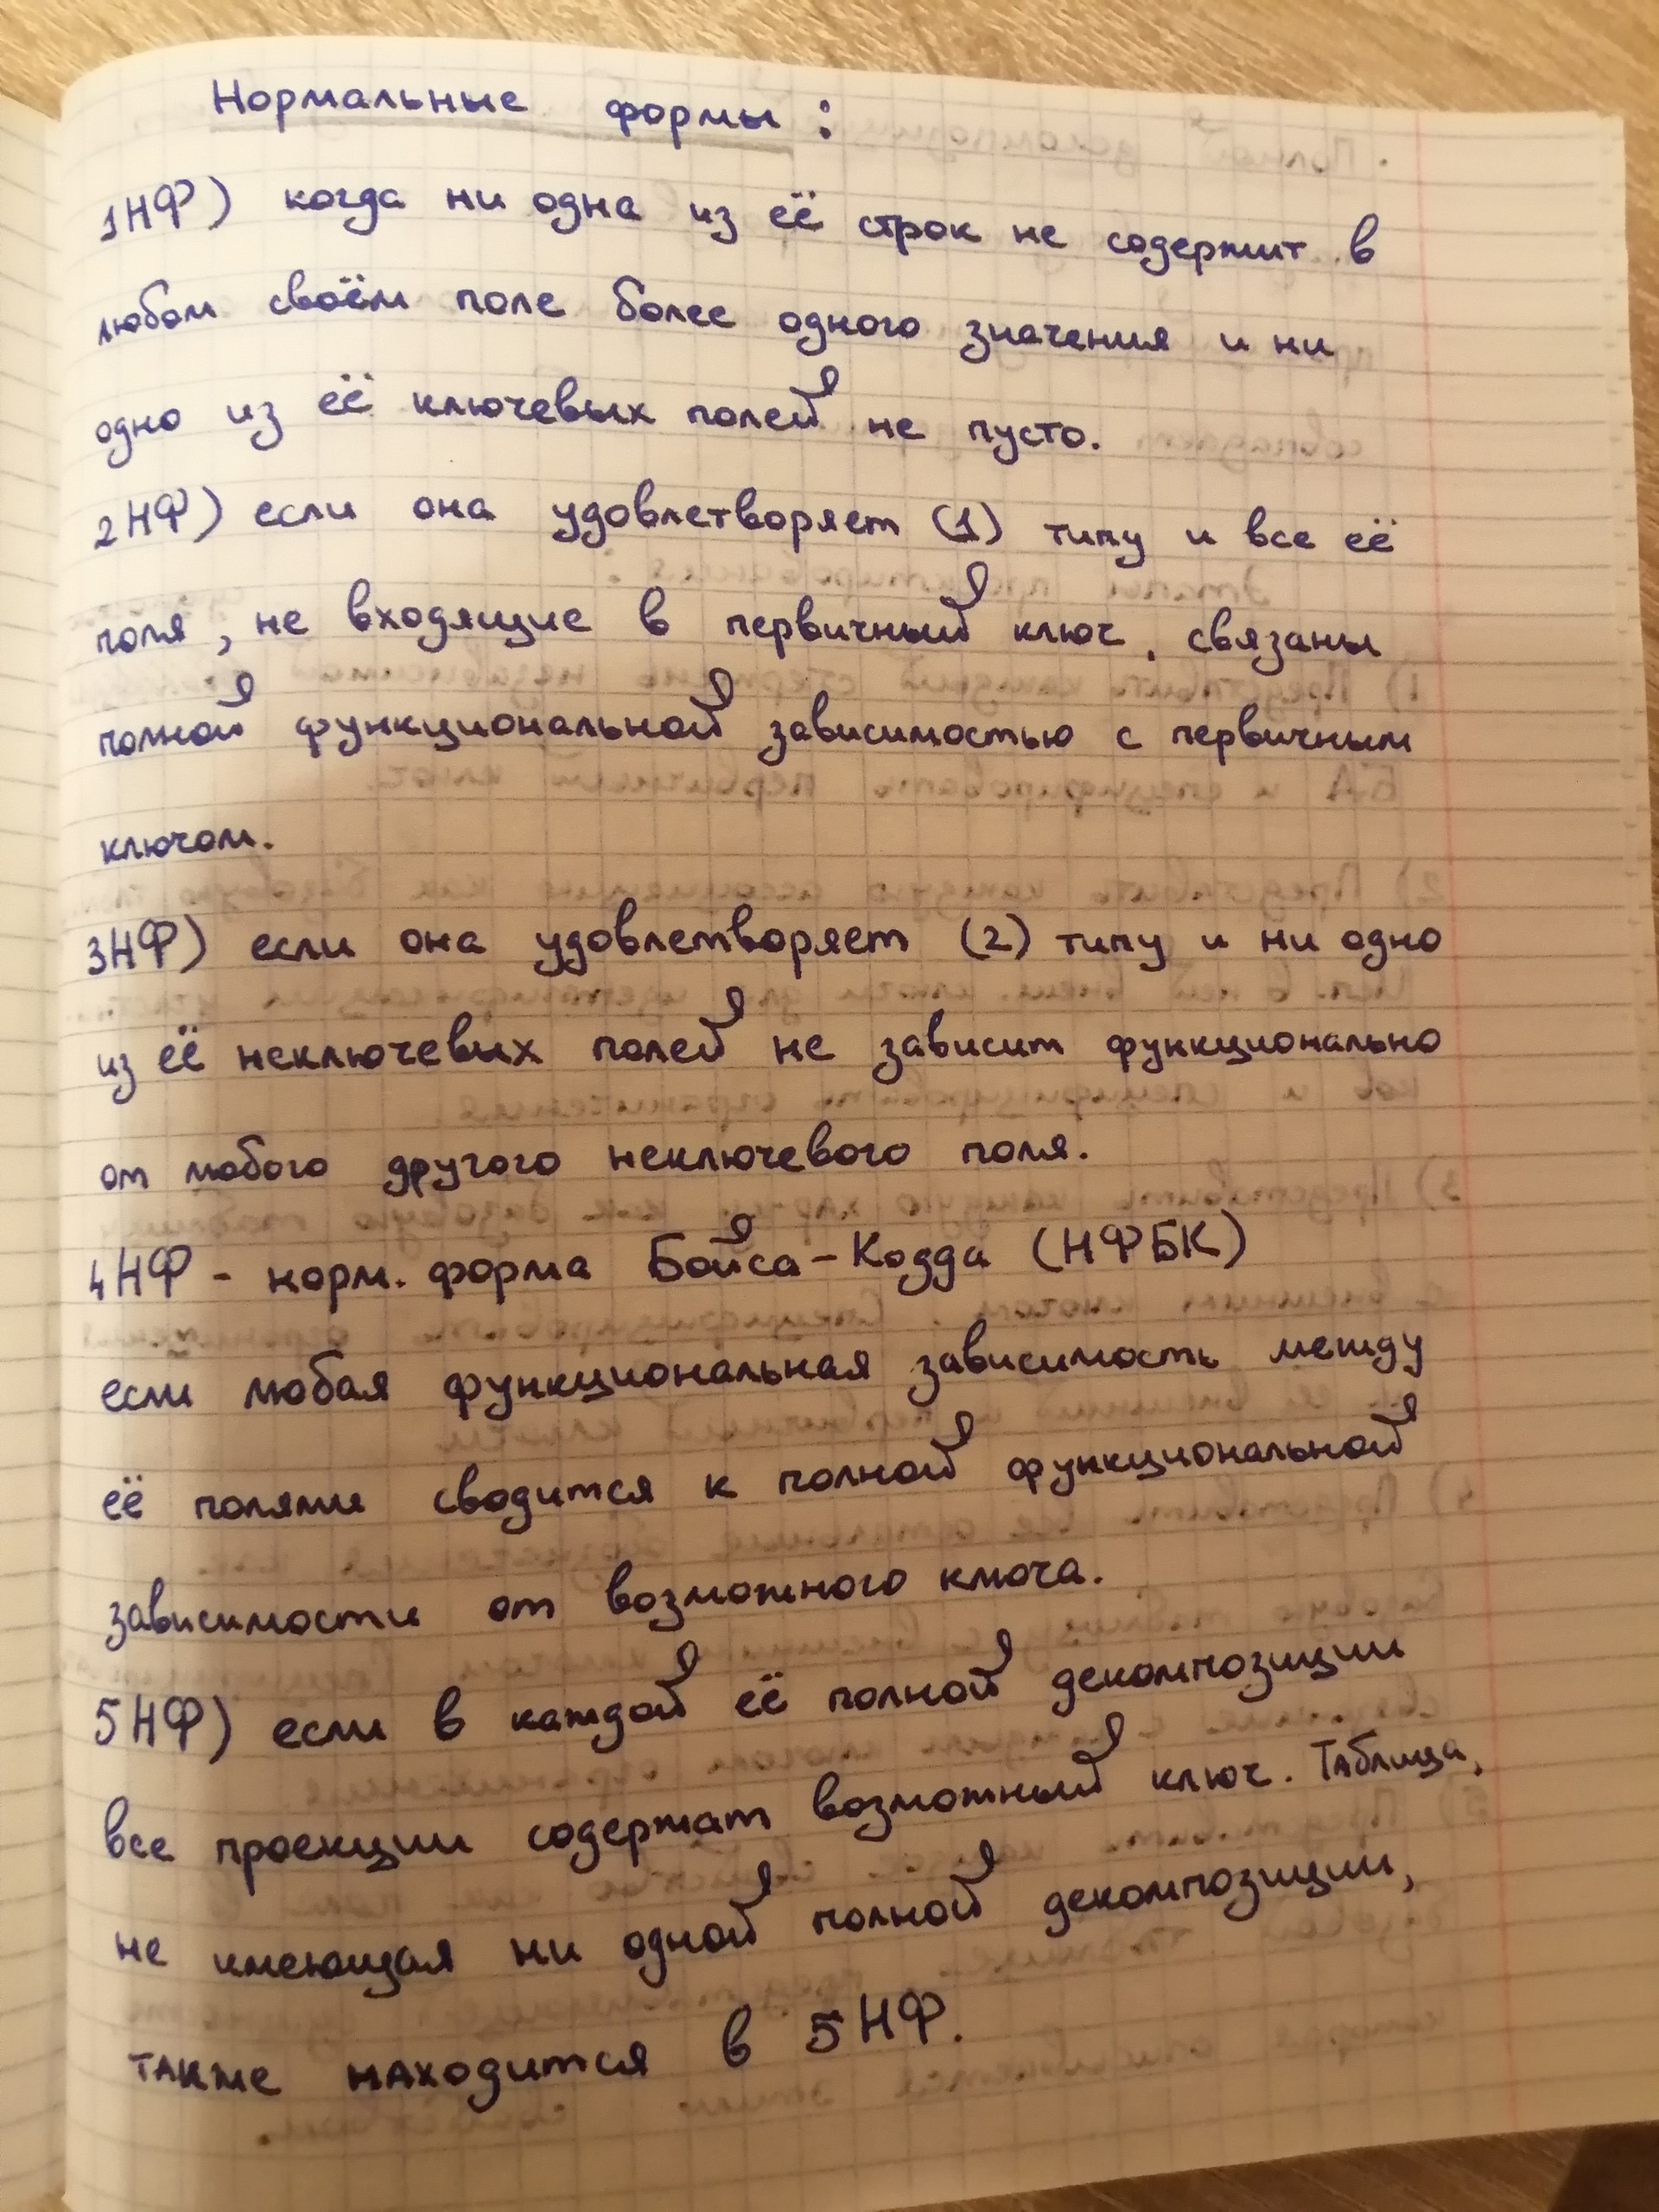 Нормальные формы:
1НФ) когда ни одна из её строк не содержит в
любом своём поле более одного значения и ни
одно из её ключевых полей не пусто.
2НФ) если она удовлетворяет (1) типу и все её
поля, не входящие в первичный ключ, связаны
полной функциональной зависимостью с первичным
ключом.
3НФ) если она удовлетворяет (2) типу и ни одно
из её неключевых полей не зависит функционально
от любого другого неключевого поля.
4НФ - норм. форма Бойса-Кодда (НФБК)
если любая функциональная зависимость между
её полями сводится к полной функциональной
зависимости от возможного ключа.
5НФ) если в каждой её полной декомпозиции
все проекции содержат возможный ключ. Таблица,
не имеющая ни одной полной декомпозиции,
также находится в 5НФ.